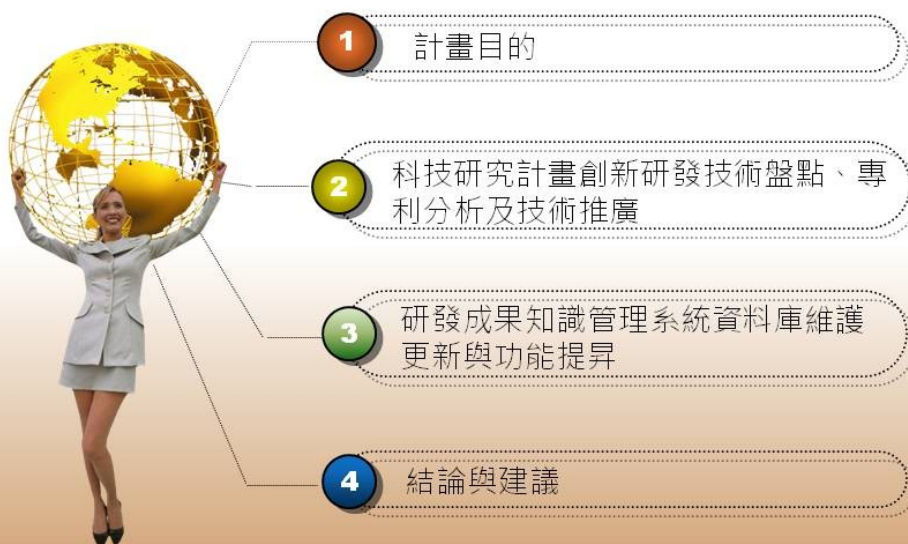 1
計畫目的
2
科技研究計畫創新研發技術盤點、專
利分析及技術推廣
3
研發成果知識管理系統資料庫維護
更新與功能提昇
4
結論與建議